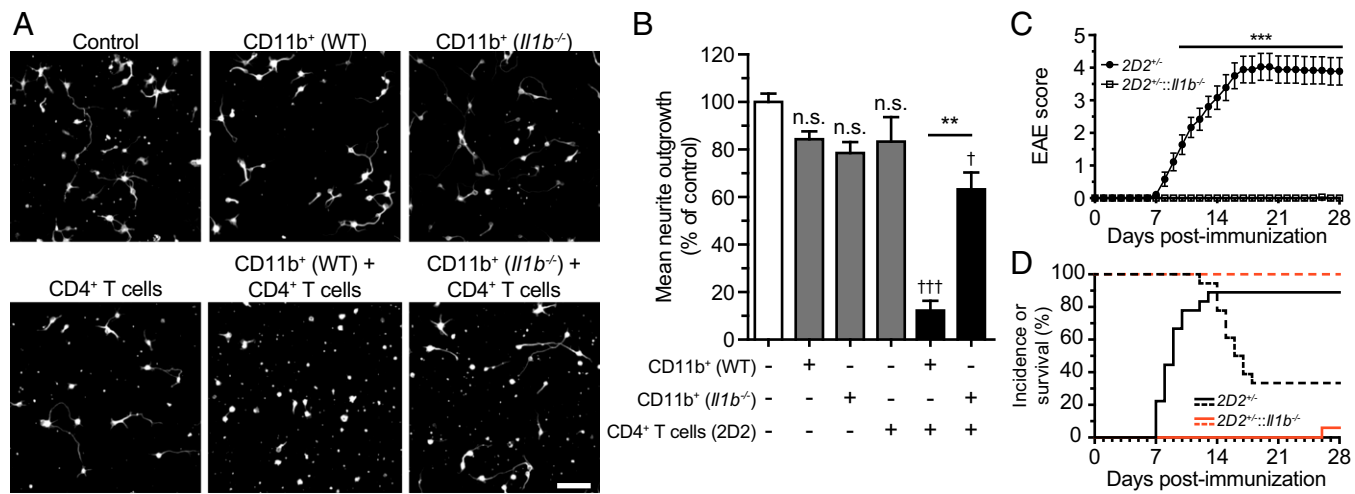 A
Control
CD11b⁺ (WT)
CD11b⁺ (Il1b⁻/⁻)
CD4⁺ T cells
CD11b⁺ (WT) +
CD4⁺ T cells
CD11b⁺ (Il1b⁻/⁻) +
CD4⁺ T cells
B
Mean neurite outgrowth
(% of control)
120
100
80
60
40
20
0
n.s.
n.s.
n.s.
†††
**
†
CD11b⁺ (WT) - + - - + -
CD11b⁺ (Il1b⁻/⁻) - - + - - +
CD4⁺ T cells (2D2) - - - + + +
C
EAE score
5
4
3
2
1
0
***
2D2⁺/⁻
2D2⁺/⁻::Il1b⁻/⁻
0 7 14 21 28
Days post-immunization
D
Incidence or
survival (%)
100
80
60
40
20
0
2D2⁺/⁻
2D2⁺/⁻::Il1b⁻/⁻
0 7 14 21 28
Days post-immunization